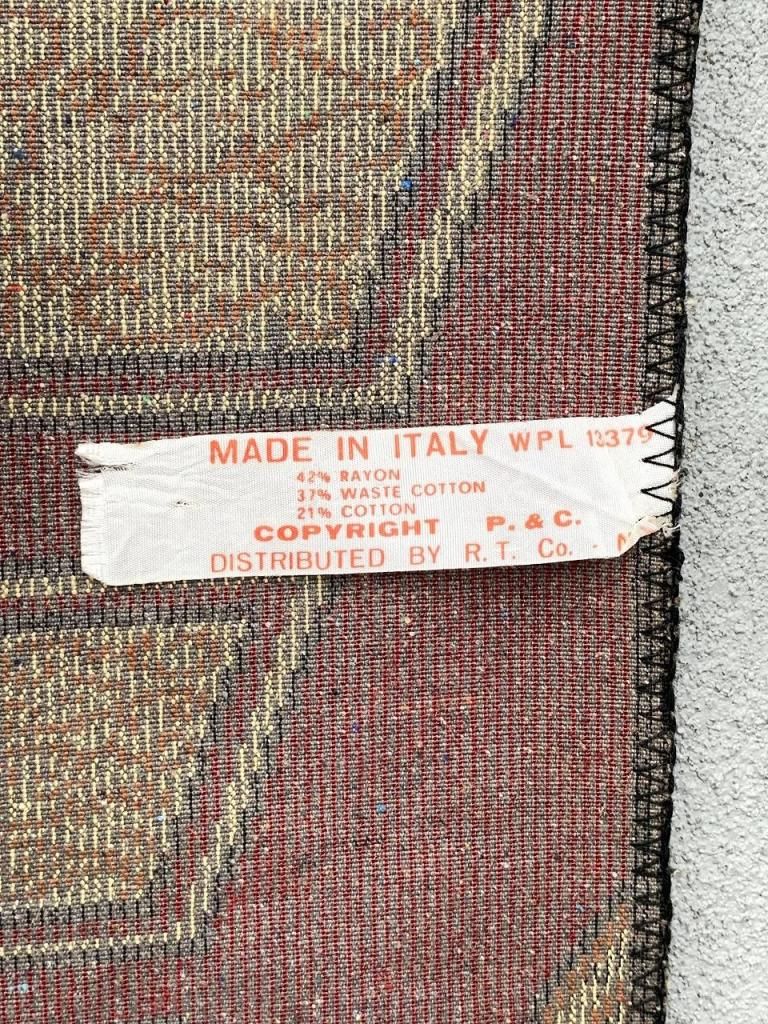 MADE IN ITALY WPL 13379
42% RAYON
37% WASTE COTTON
21% COTTON
COPYRIGHT P. & C.
DISTRIBUTED BY R. T. Co. .